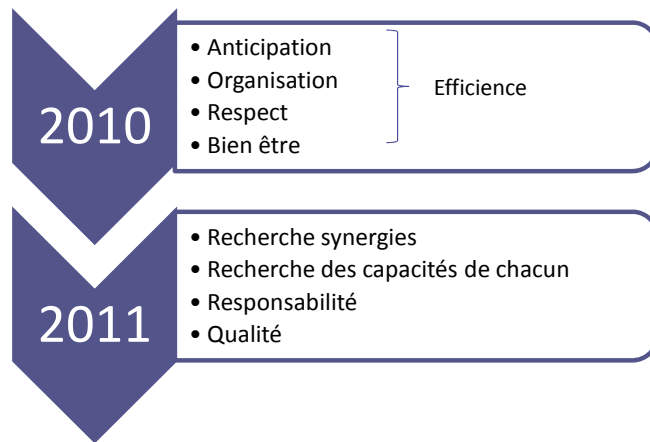 2010
• Anticipation
• Organisation
• Respect
• Bien être
Efficience
2011
• Recherche synergies
• Recherche des capacités de chacun
• Responsabilité
• Qualité